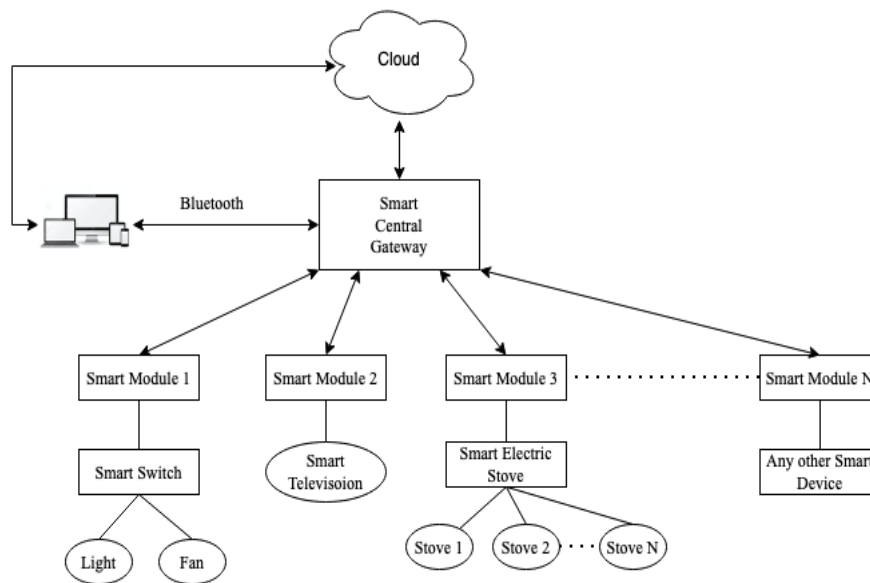 Cloud
Bluetooth
Smart
Central
Gateway
Smart Module 1
Smart Module 2
Smart Module 3
Smart Module N
Smart Switch
Smart
Televisoion
Smart Electric
Stove
Any other Smart
Device
Light
Fan
Stove 1
Stove 2
Stove N